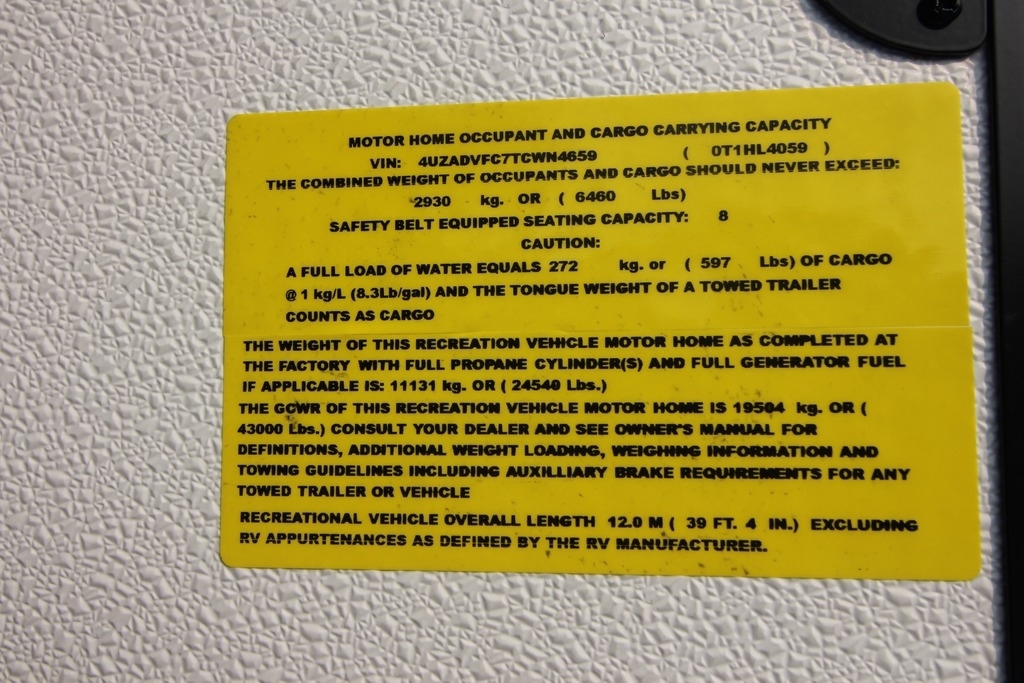 MOTOR HOME OCCUPANT AND CARGO CARRYING CAPACITY
VIN: 4UZADVFC7TCWN4659 ( 0T1HL4059 )
THE COMBINED WEIGHT OF OCCUPANTS AND CARGO SHOULD NEVER EXCEED:
2930 kg. OR ( 6460 Lbs)
SAFETY BELT EQUIPPED SEATING CAPACITY: 8
CAUTION:
A FULL LOAD OF WATER EQUALS 272 kg. or ( 597 Lbs) OF CARGO
@ 1 kg/L (8.3Lb/gal) AND THE TONGUE WEIGHT OF A TOWED TRAILER
COUNTS AS CARGO
THE WEIGHT OF THIS RECREATION VEHICLE MOTOR HOME AS COMPLETED AT
THE FACTORY WITH FULL PROPANE CYLINDER(S) AND FULL GENERATOR FUEL
IF APPLICABLE IS: 11131 kg. OR ( 24540 Lbs.)
THE GCWR OF THIS RECREATION VEHICLE MOTOR HOME IS 19504 kg. OR (
43000 Lbs.) CONSULT YOUR DEALER AND SEE OWNER'S MANUAL FOR
DEFINITIONS, ADDITIONAL WEIGHT LOADING, WEIGHING INFORMATION AND
TOWING GUIDELINES INCLUDING AUXILLIARY BRAKE REQUIREMENTS FOR ANY
TOWED TRAILER OR VEHICLE
RECREATIONAL VEHICLE OVERALL LENGTH 12.0 M ( 39 FT. 4 IN.) EXCLUDING
RV APPURTENANCES AS DEFINED BY THE RV MANUFACTURER.